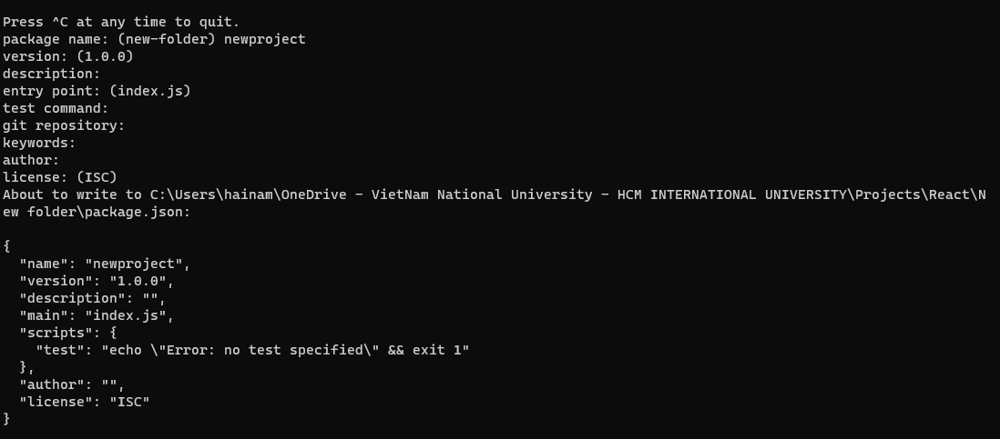 Press ^C at any time to quit.
package name: (new-folder) newproject
version: (1.0.0)
description:
entry point: (index.js)
test command:
git repository:
keywords:
author:
license: (ISC)
About to write to C:\Users\hainam\OneDrive - VietNam National University - HCM INTERNATIONAL UNIVERSITY\Projects\React\N
ew folder\package.json:

{
  "name": "newproject",
  "version": "1.0.0",
  "description": "",
  "main": "index.js",
  "scripts": {
    "test": "echo \"Error: no test specified\" && exit 1"
  },
  "author": "",
  "license": "ISC"
}